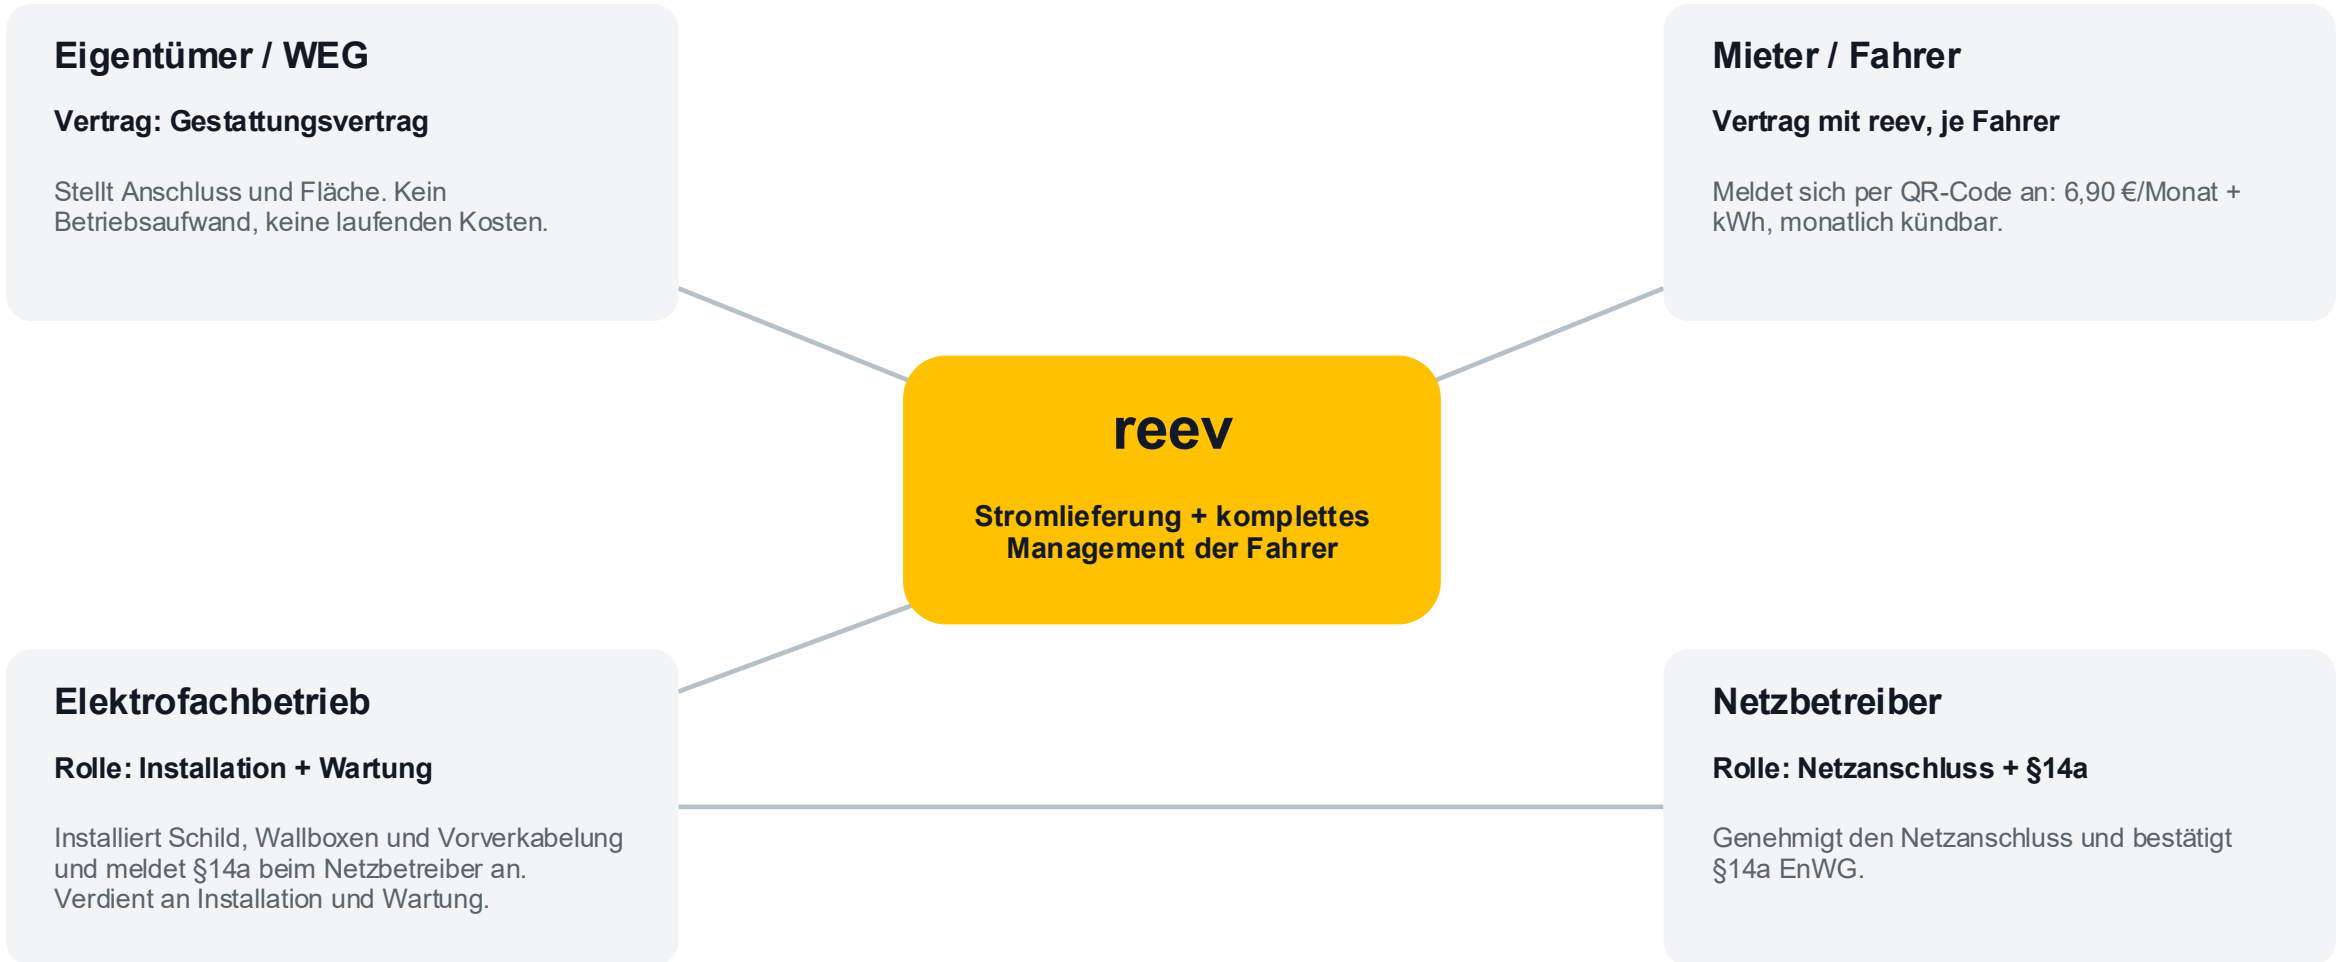 Eigentümer / WEG
Vertrag: Gestattungsvertrag
Stellt Anschluss und Fläche. Kein
Betriebsaufwand, keine laufenden Kosten.
Mieter / Fahrer
Vertrag mit reev, je Fahrer
Meldet sich per QR-Code an: 6,90 €/Monat +
kWh, monatlich kündbar.
reev
Stromlieferung + komplettes
Management der Fahrer
Elektrofachbetrieb
Rolle: Installation + Wartung
Installiert Schild, Wallboxen und Vorverkabelung
und meldet §14a beim Netzbetreiber an.
Verdient an Installation und Wartung.
Netzbetreiber
Rolle: Netzanschluss + §14a
Genehmigt den Netzanschluss und bestätigt
§14a EnWG.